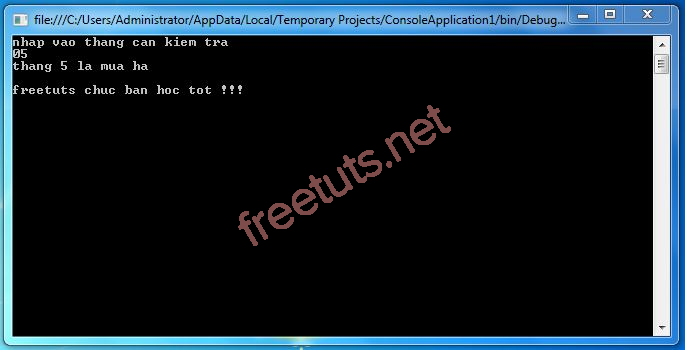 file:///C:/Users/Administrator/AppData/Local/Temporary Projects/ConsoleApplication1/bin/Debug...
nhap vao thang can kiem tra
05
thang 5 la mua ha
freetuts chuc ban hoc tot !!!
freetuts.net